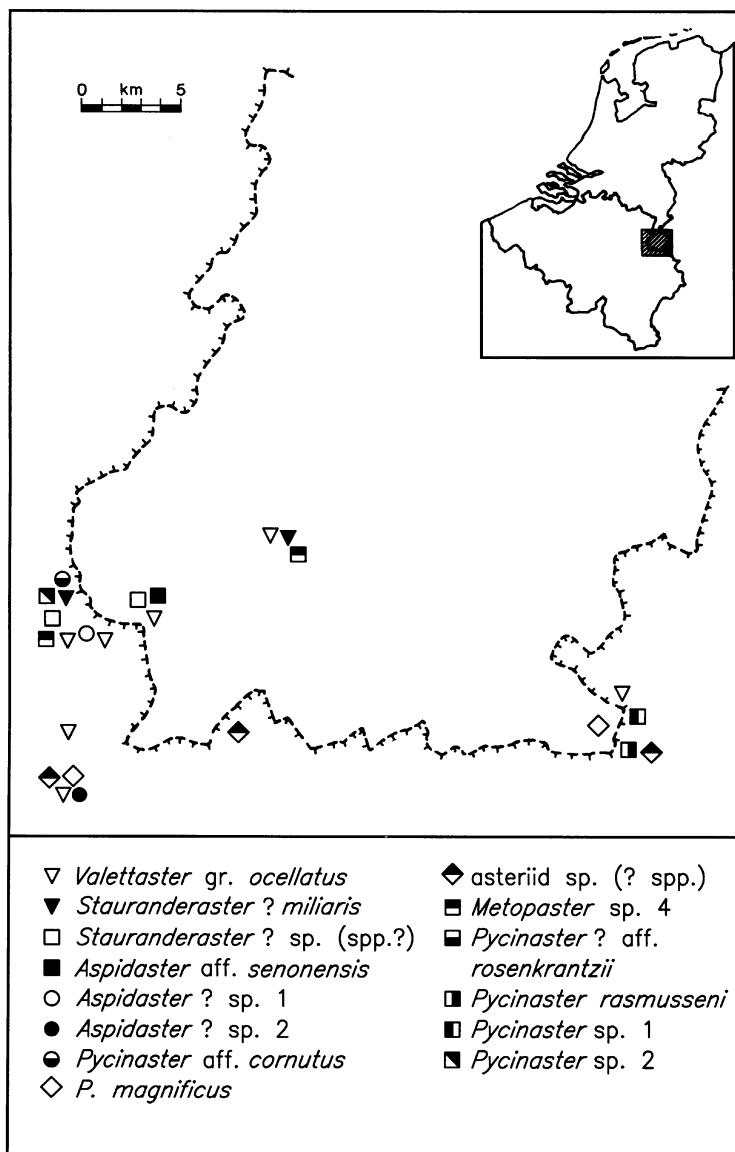 0 km 5
Valettaster gr. ocellatus
Stauranderaster ? miliaris
Stauranderaster ? sp. (spp.?)
Aspidaster aff. senonensis
Aspidaster ? sp. 1
Aspidaster ? sp. 2
Pycinaster aff. cornutus
P. magnificus
asteriid sp. (? spp.)
Metopaster sp. 4
Pycinaster ? aff.
rosenkrantzii
Pycinaster rasmusseni
Pycinaster sp. 1
Pycinaster sp. 2